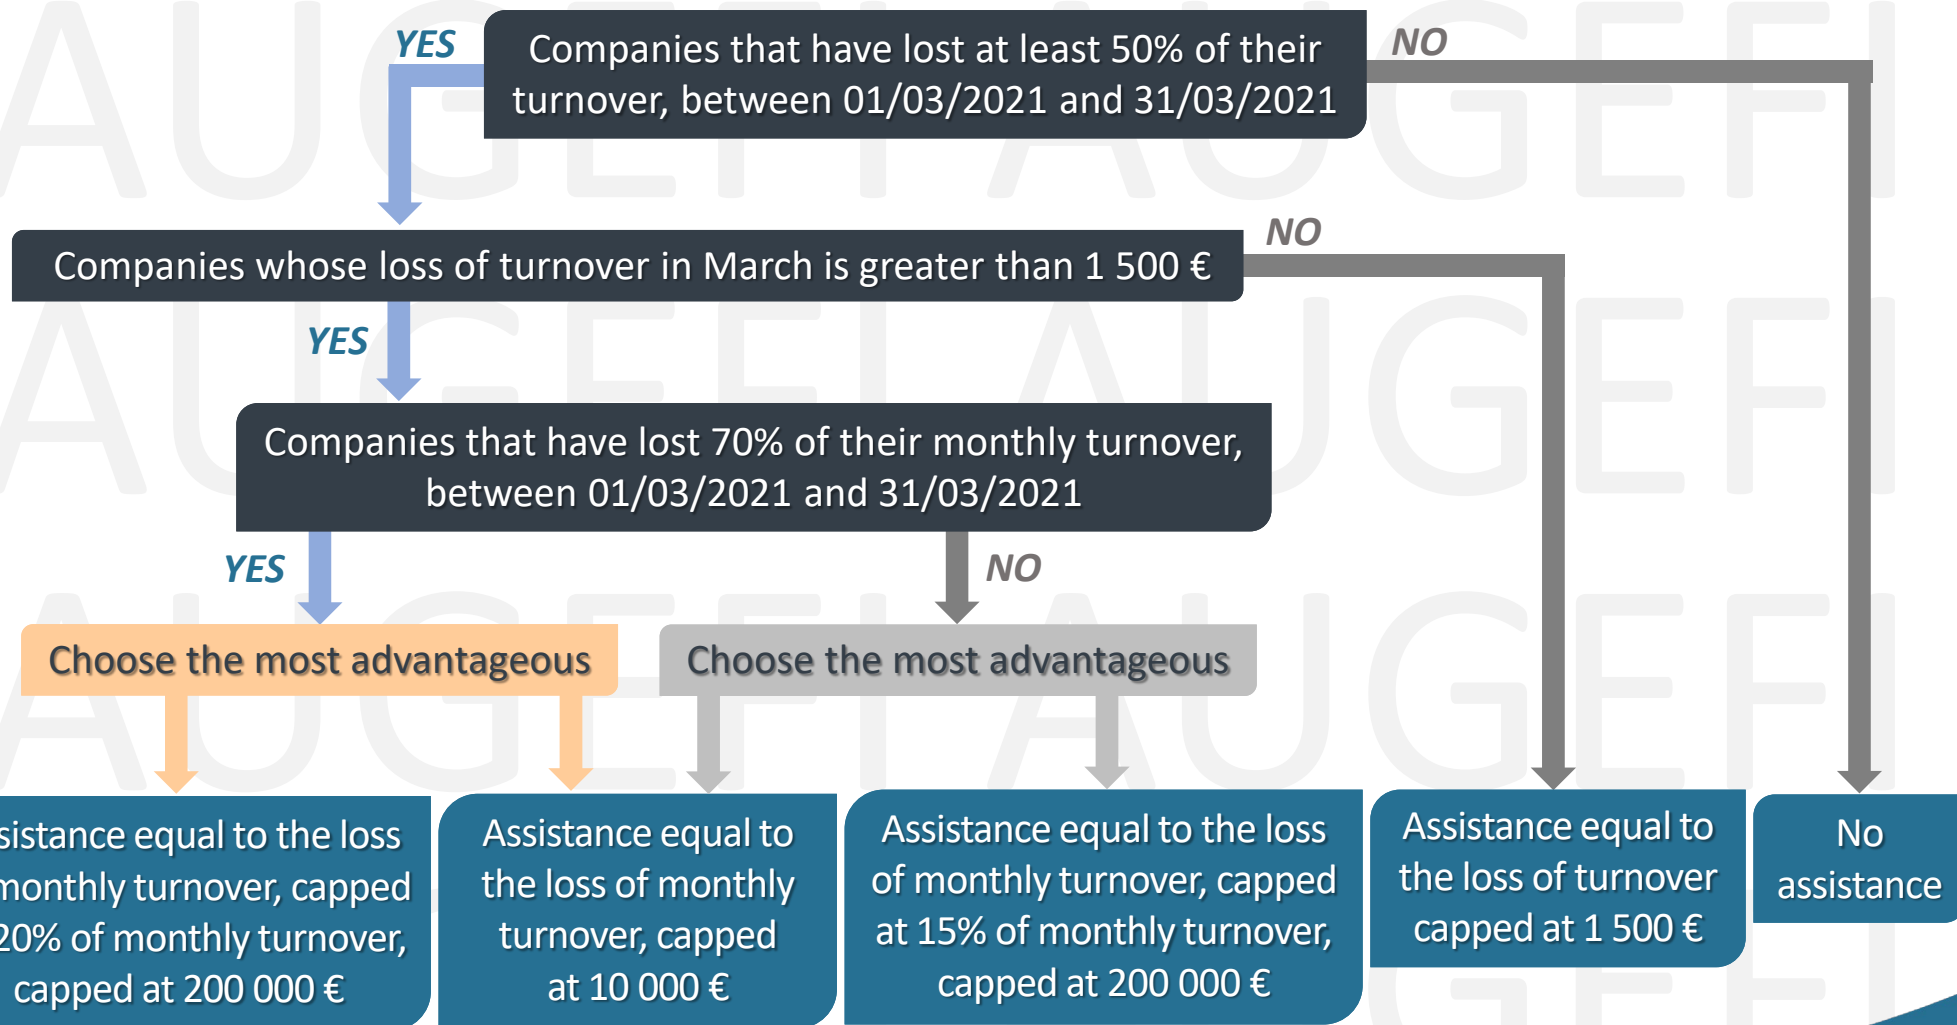 YES
Companies that have lost at least 50% of their
turnover, between 01/03/2021 and 31/03/2021
NO
Companies whose loss of turnover in March is greater than 1 500 €
NO
YES
Companies that have lost 70% of their monthly turnover,
between 01/03/2021 and 31/03/2021
YES
NO
Choose the most advantageous
Choose the most advantageous
sistance equal to the loss
monthly turnover, capped
20% of monthly turnover,
capped at 200 000 €
Assistance equal to
the loss of monthly
turnover, capped
at 10 000 €
Assistance equal to the loss
of monthly turnover, capped
at 15% of monthly turnover,
capped at 200 000 €
Assistance equal to
the loss of turnover
capped at 1 500 €
No
assistance
AUGEFI AUGEFI
AUGEFI AUGEFI
AUGEFI AUGEFI